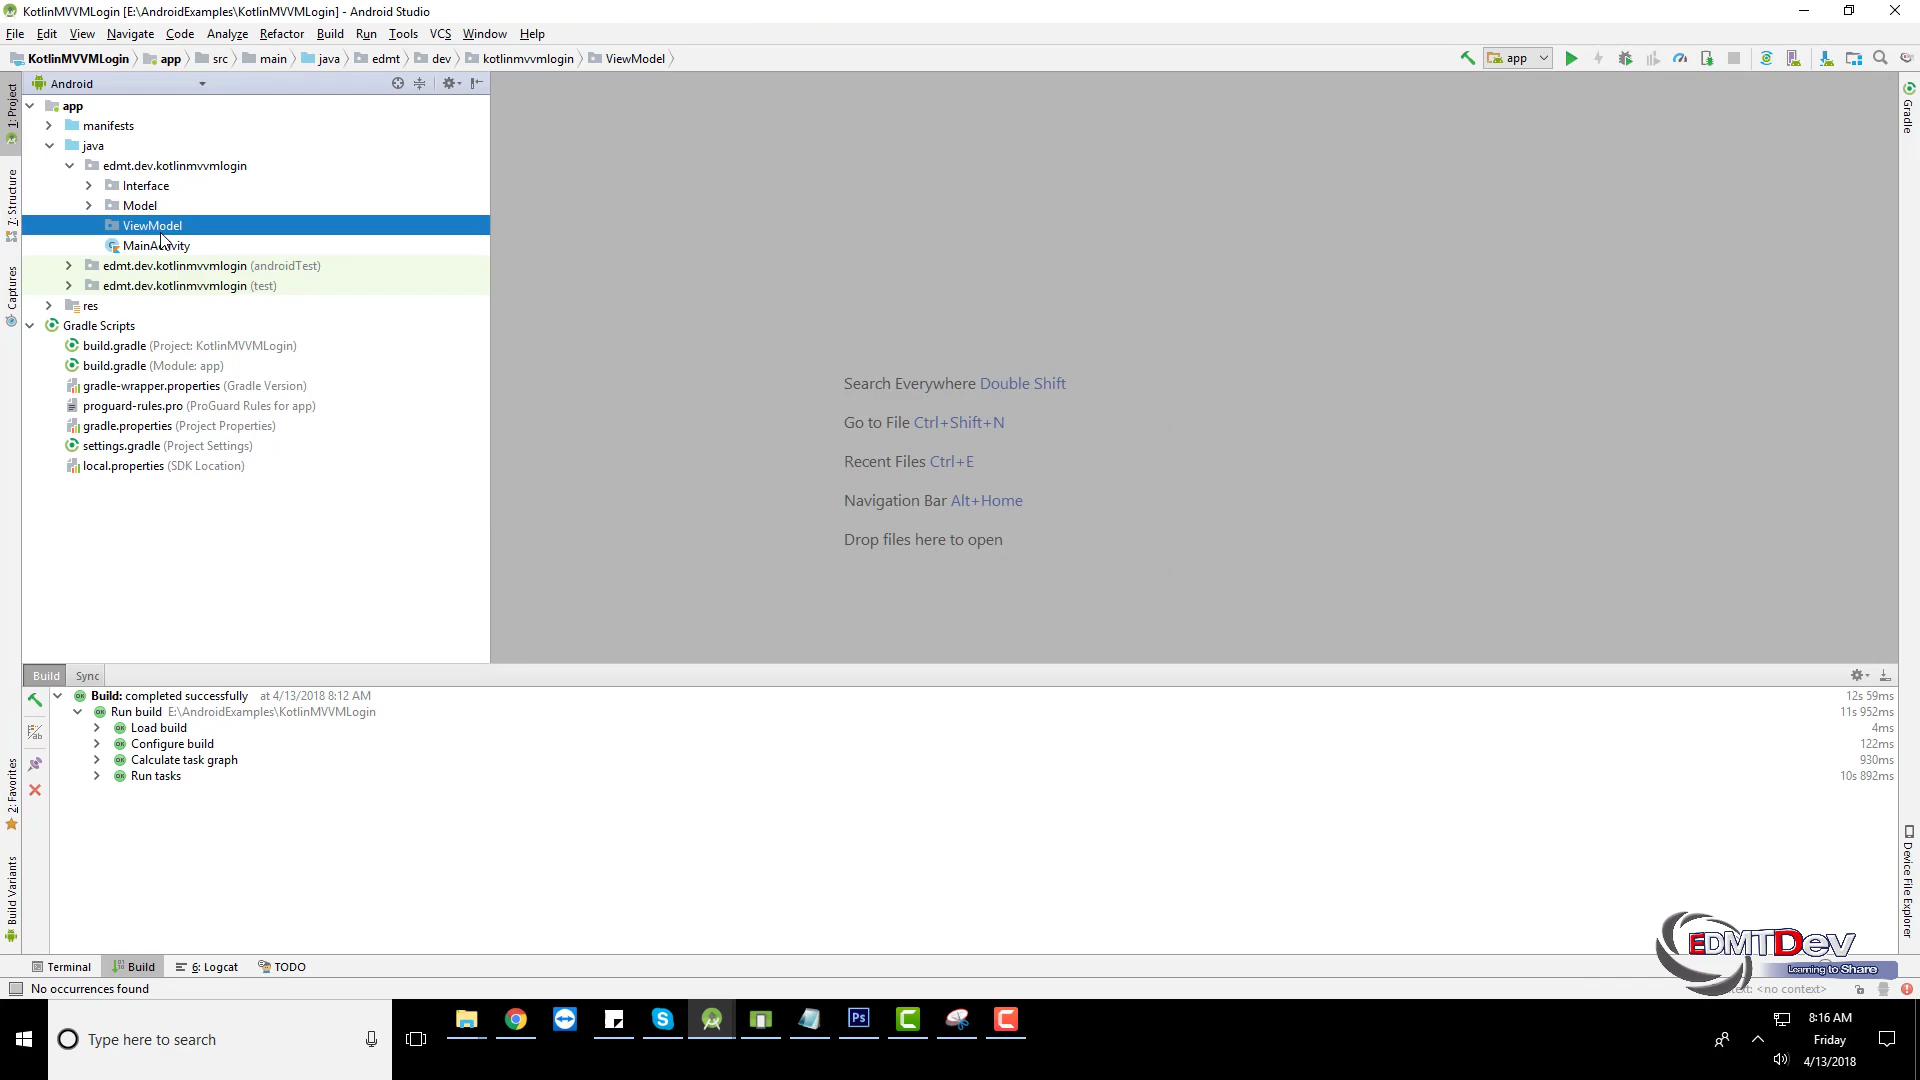 KotlinMVVMLogin [E:\AndroidExamples\KotlinMVVMLogin] - Android Studio
File Edit View Navigate Code Analyze Refactor Build Run Tools VCS Window Help
KotlinMVVMLogin app src main java edmt dev kotlinmvvmlogin ViewModel app
Android
1: Project
7: Structure
Captures
2: Favorites
Build Variants
Gradle
Device File Explorer
app
manifests
java
edmt.dev.kotlinmvvmlogin
Interface
Model
ViewModel
MainActivity
edmt.dev.kotlinmvvmlogin (androidTest)
edmt.dev.kotlinmvvmlogin (test)
res
Gradle Scripts
build.gradle (Project: KotlinMVVMLogin)
build.gradle (Module: app)
gradle-wrapper.properties (Gradle Version)
proguard-rules.pro (ProGuard Rules for app)
gradle.properties (Project Properties)
settings.gradle (Project Settings)
local.properties (SDK Location)
Search Everywhere Double Shift
Go to File Ctrl+Shift+N
Recent Files Ctrl+E
Navigation Bar Alt+Home
Drop files here to open
Build Sync
Build: completed successfully at 4/13/2018 8:12 AM 12s 59ms
Run build E:\AndroidExamples\KotlinMVVMLogin 11s 952ms
Load build 4ms
Configure build 122ms
Calculate task graph 930ms
Run tasks 10s 892ms
EDMTDev
Learning to Share
Terminal Build 6: Logcat TODO
No occurrences found <no context>
Type here to search
Ps
8:16 AM
Friday
4/13/2018